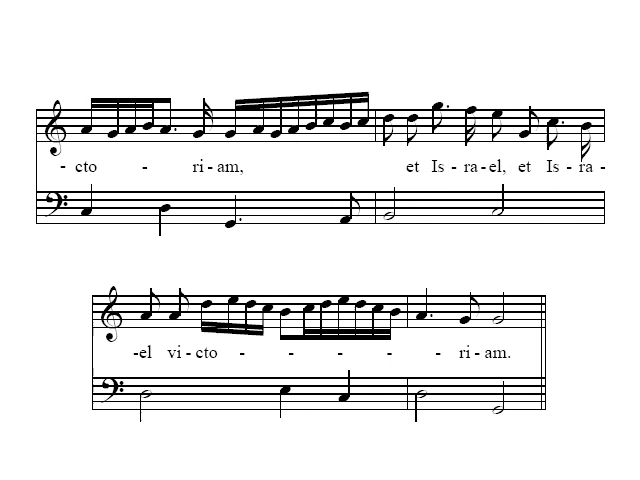 - cto - ri - am, et Is - ra - el, et Is - ra -
-el vi - cto - - - - - ri - am.